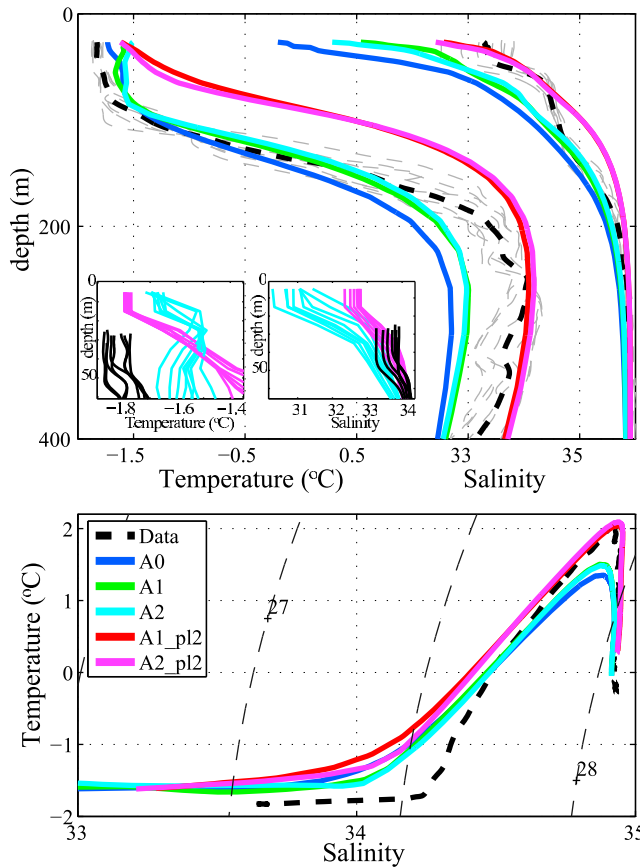 0
200
400
depth (m)
0
50
depth (m)
−1.8 −1.6 −1.4
Temperature (°C)
0
50
depth (m)
31 32 33 34
Salinity
−1.5 −0.5 0.5 33 35
Temperature (°C) Salinity
2
1
0
−1
−2
Temperature (°C)
Data
A0
A1
A2
A1_pl2
A2_pl2
27
28
33 34 35
Salinity